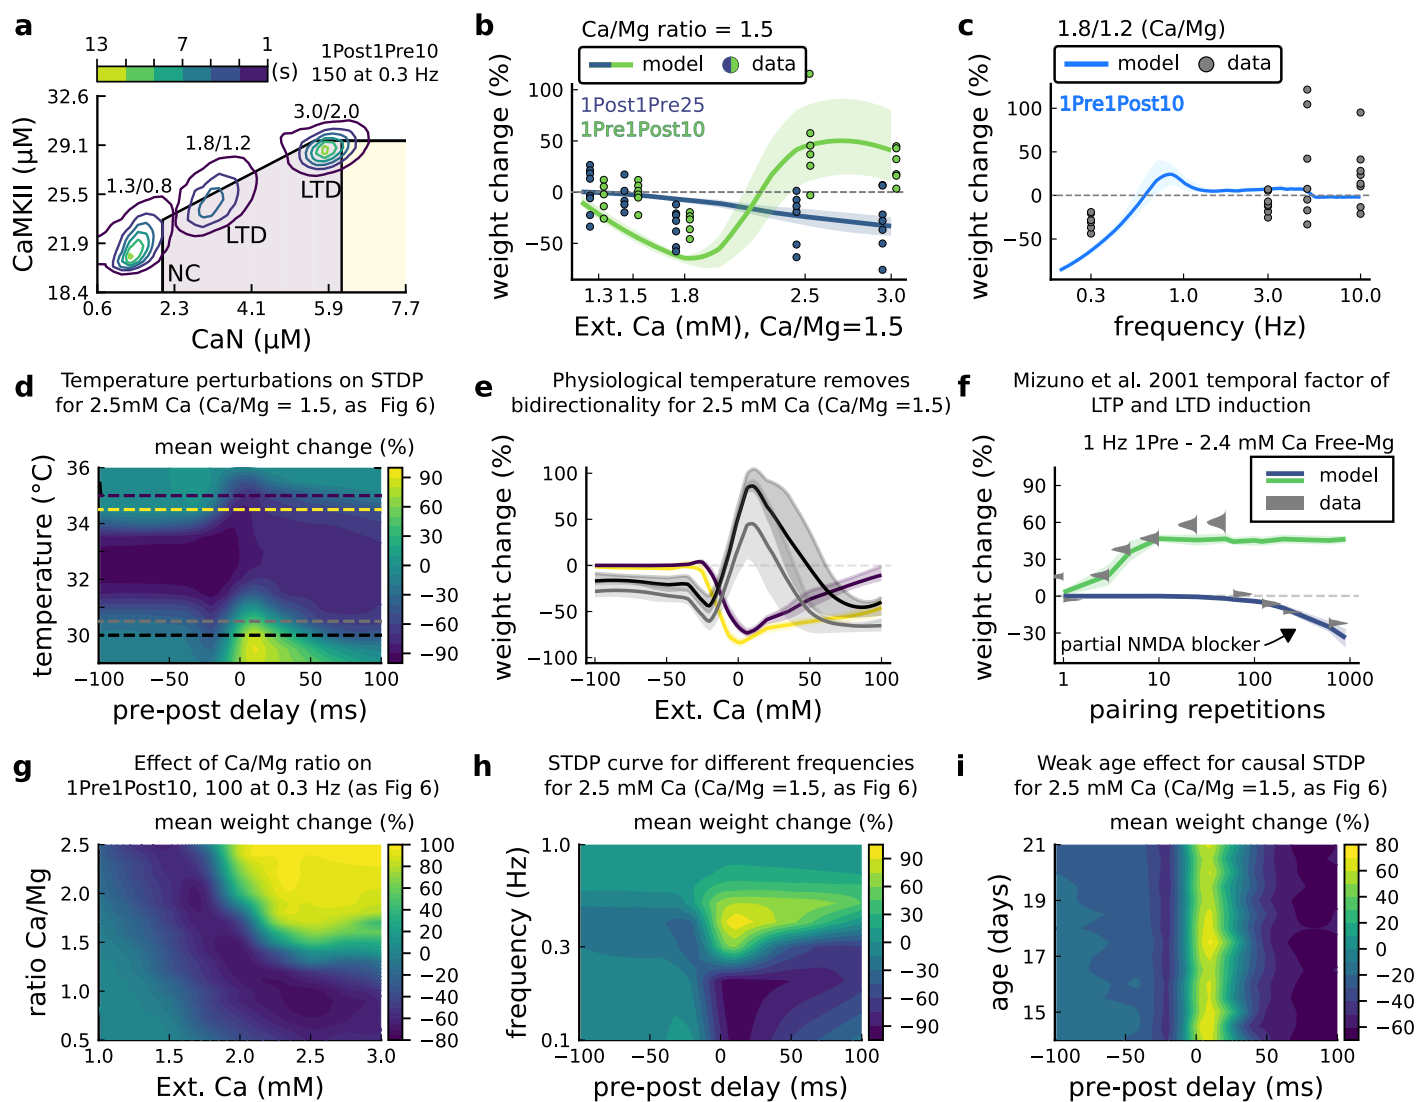 a
13 7 1
(s)
1Post1Pre10
150 at 0.3 Hz
CaMKII (μM)
32.6
29.1
25.5
21.9
18.4
3.0/2.0
1.8/1.2
1.3/0.8
LTD
LTD
NC
0.6 2.3 4.1 5.9 7.7
CaN (μM)
b
Ca/Mg ratio = 1.5
model data
1Post1Pre25
1Pre1Post10
weight change (%)
100
50
0
−50
1.3 1.5 1.8 2.5 3.0
Ext. Ca (mM), Ca/Mg=1.5
c
1.8/1.2 (Ca/Mg)
model data
1Pre1Post10
weight change (%)
100
50
0
−50
0.3 1.0 3.0 10.0
frequency (Hz)
d
Temperature perturbations on STDP
for 2.5mM Ca (Ca/Mg = 1.5, as Fig 6)
mean weight change (%)
temperature (°C)
36
34
32
30
−100 −50 0 50 100
pre-post delay (ms)
90
60
30
0
−30
−60
−90
e
Physiological temperature removes
bidirectionality for 2.5 mM Ca (Ca/Mg =1.5)
weight change (%)
100
50
0
−50
−100
−100 −50 0 50 100
Ext. Ca (mM)
f
Mizuno et al. 2001 temporal factor of
LTP and LTD induction
1 Hz 1Pre - 2.4 mM Ca Free-Mg
model
data
weight change (%)
90
60
30
0
−30
partial NMDA blocker
1 10 100 1000
pairing repetitions
g
Effect of Ca/Mg ratio on
1Pre1Post10, 100 at 0.3 Hz (as Fig 6)
mean weight change (%)
ratio Ca/Mg
2.5
2.0
1.5
1.0
0.5
1.0 1.5 2.0 2.5 3.0
Ext. Ca (mM)
100
80
60
40
20
0
−20
−40
−60
−80
h
STDP curve for different frequencies
for 2.5 mM Ca (Ca/Mg =1.5, as Fig 6)
mean weight change (%)
frequency (Hz)
1.0
0.3
0.1
−100 −50 0 50 100
pre-post delay (ms)
90
60
30
0
−30
−60
−90
i
Weak age effect for causal STDP
for 2.5 mM Ca (Ca/Mg =1.5, as Fig 6)
mean weight change (%)
age (days)
21
19
17
15
−100 −50 0 50 100
pre-post delay (ms)
80
60
40
20
0
−20
−40
−60